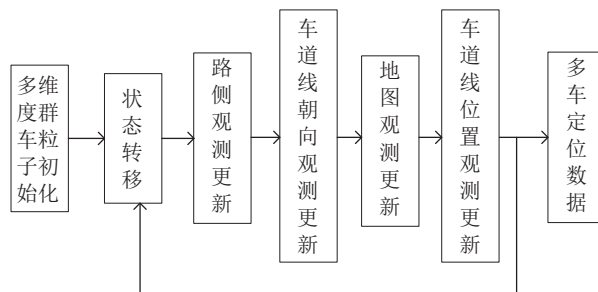 多维度车群粒子初始化
状态转移
路侧观测更新
车道线朝向观测更新
地图观测更新
车道线位置观测更新
多车定位数据